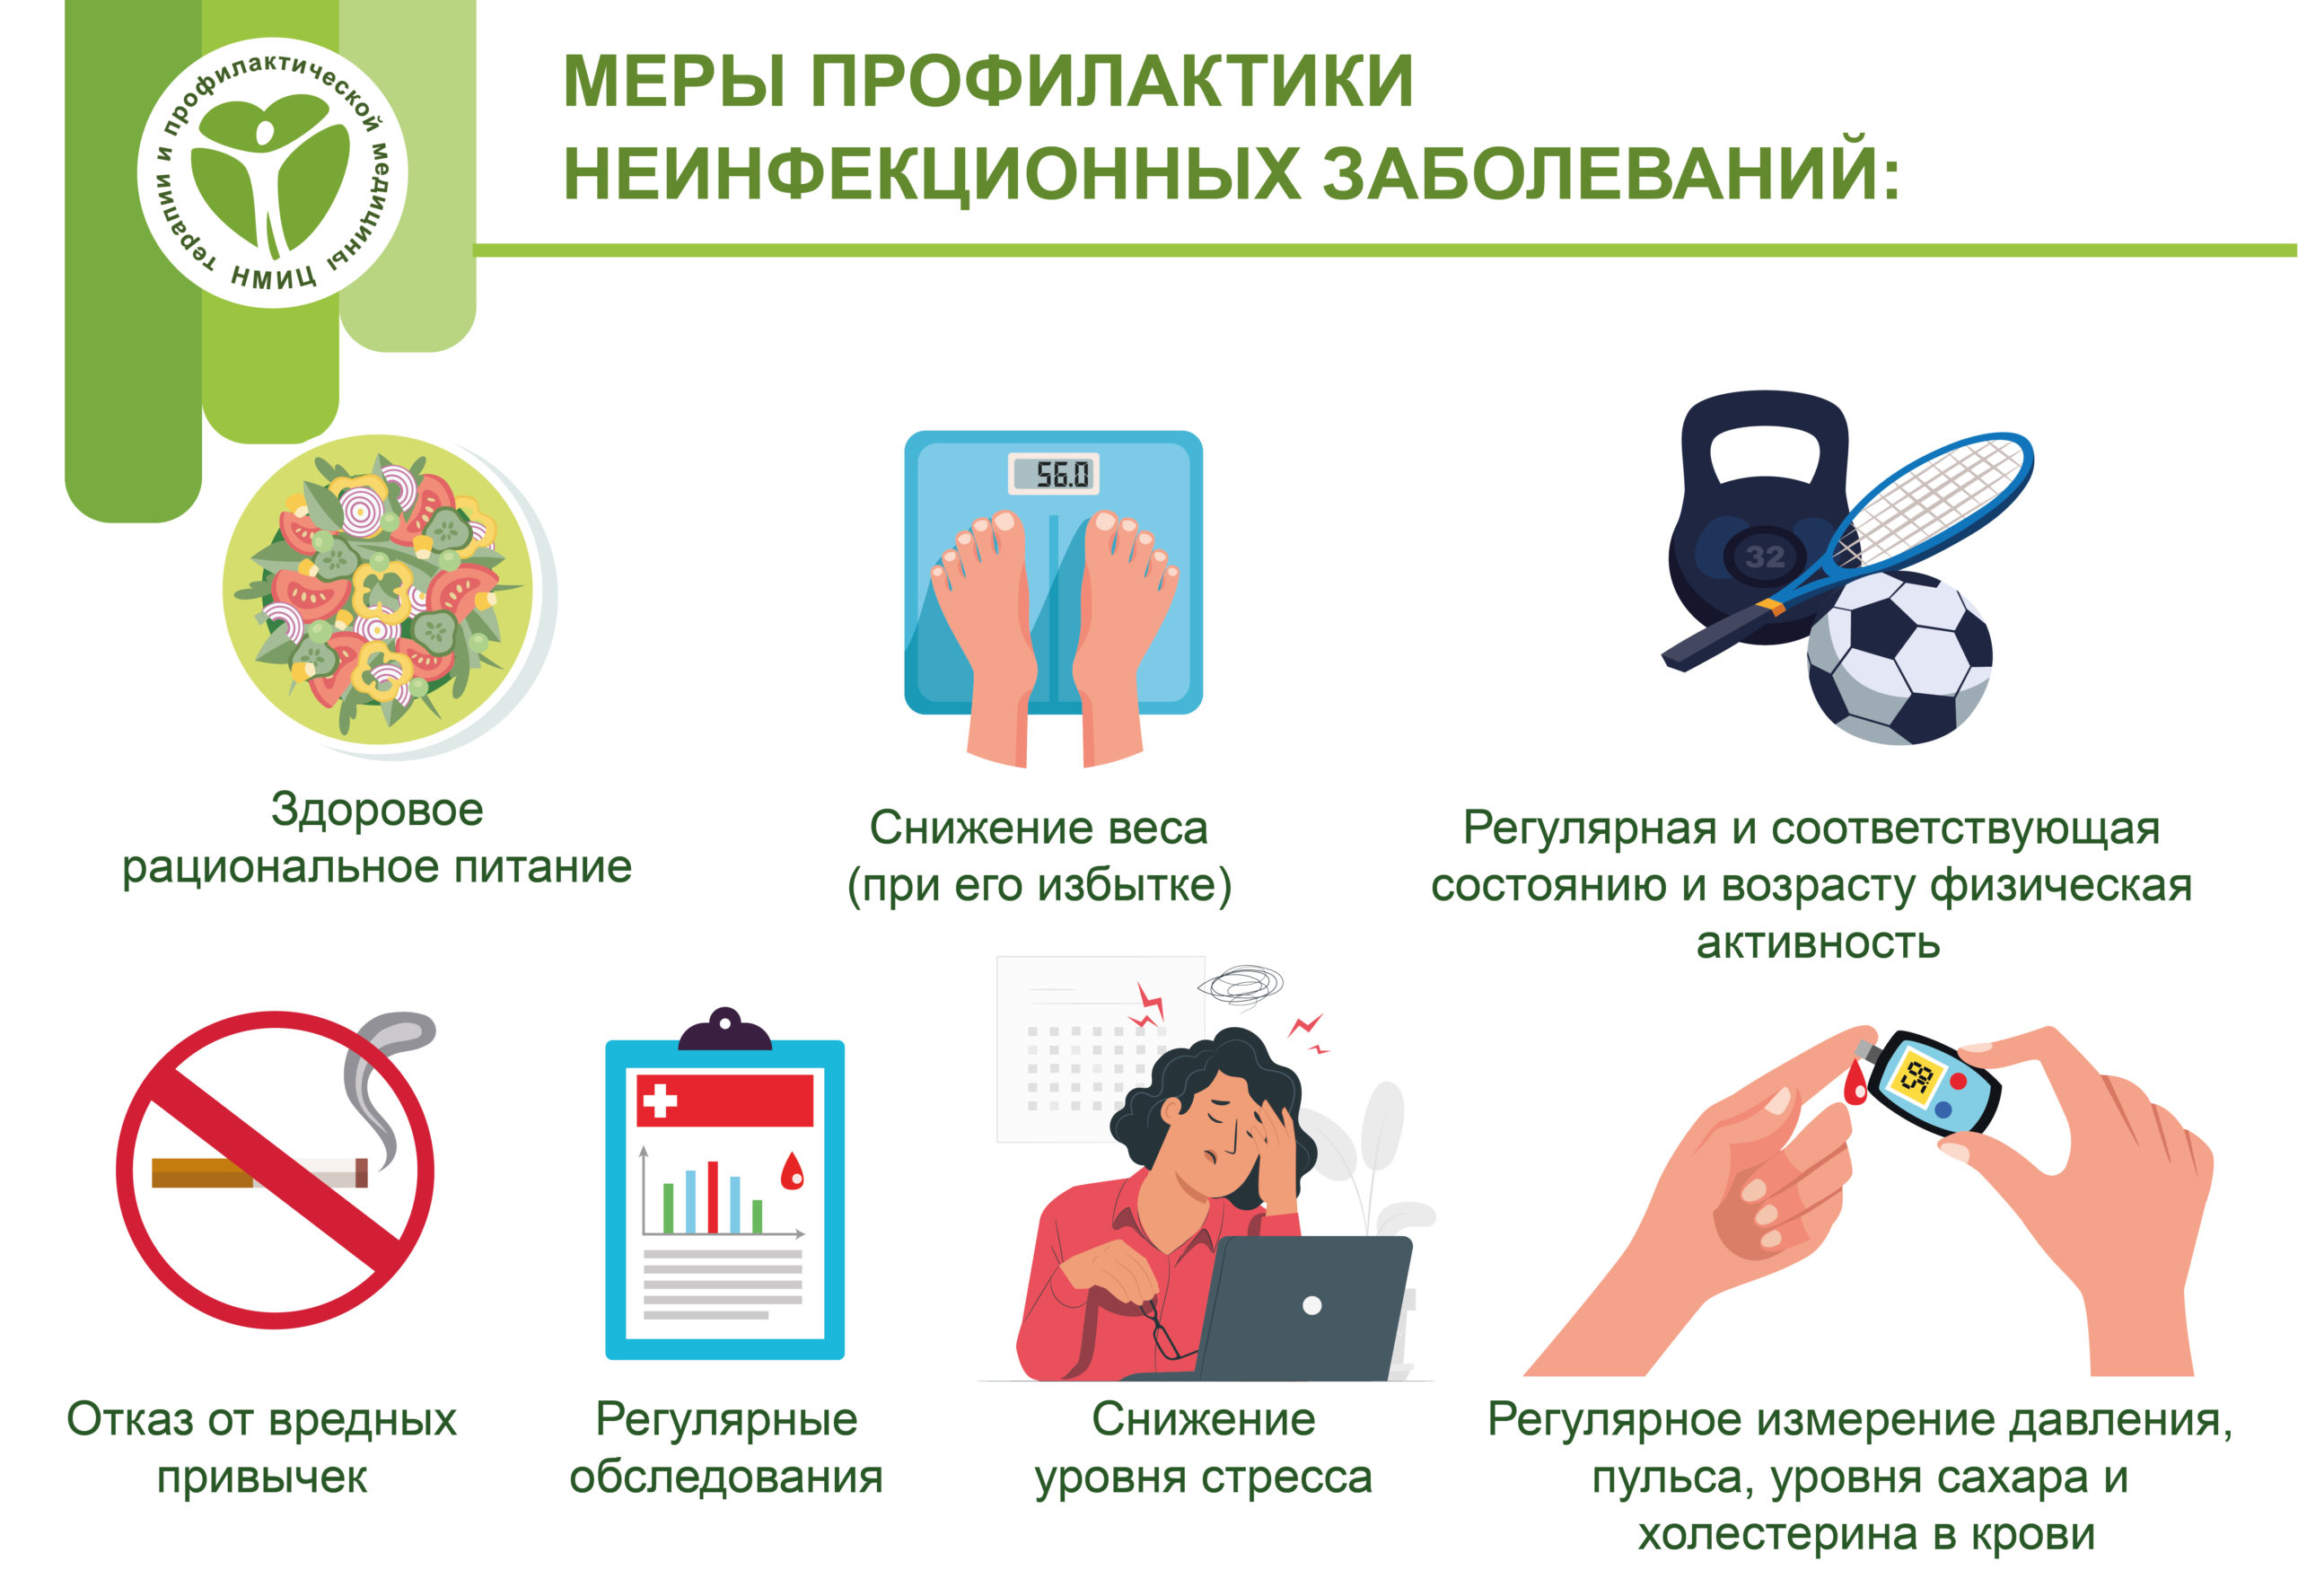 НМИЦ терапии и профилактической медицины
МЕРЫ ПРОФИЛАКТИКИ
НЕИНФЕКЦИОННЫХ ЗАБОЛЕВАНИЙ:
56.0
32
Здоровое
рациональное питание
Снижение веса
(при его избытке)
Регулярная и соответствующая
состоянию и возрасту физическая
активность
Отказ от вредных
привычек
Регулярные
обследования
Снижение
уровня стресса
Регулярное измерение давления,
пульса, уровня сахара и
холестерина в крови